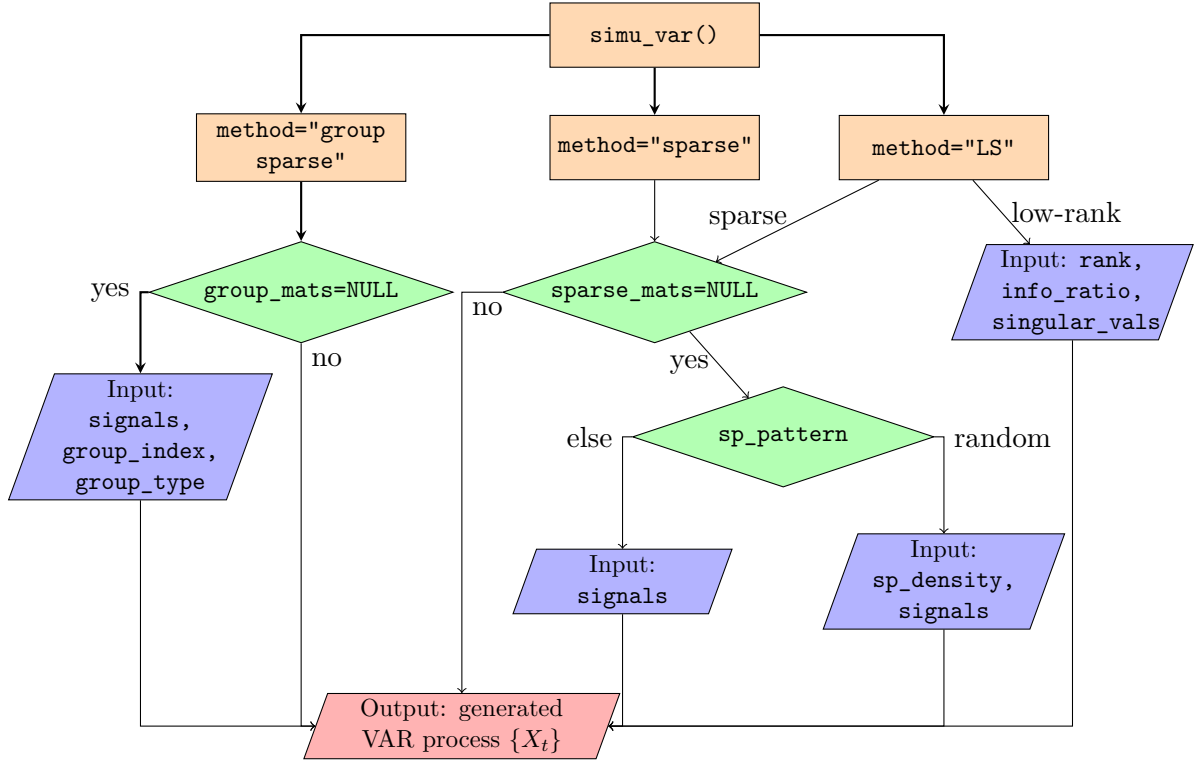 simu_var()
method="group
sparse"
method="sparse"
method="LS"
sparse
low-rank
yes
group_mats=NULL
no
sparse_mats=NULL
Input: rank,
info_ratio,
singular_vals
no
yes
Input:
signals,
group_index,
group_type
else
sp_pattern
random
Input:
signals
Input:
sp_density,
signals
Output: generated
VAR process {X_t}